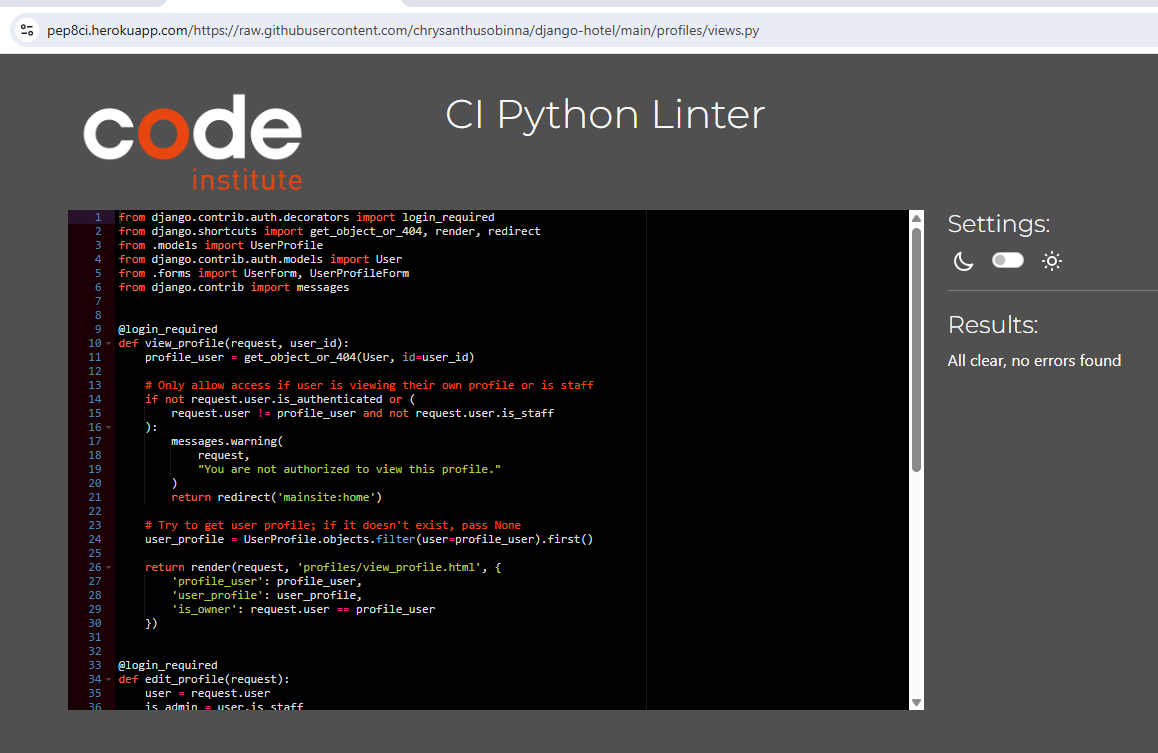 pep8ci.herokuapp.com/https://raw.githubusercontent.com/chrysanthusobinna/django-hotel/main/profiles/views.py
code
institute
CI Python Linter
1 from django.contrib.auth.decorators import login_required
2 from django.shortcuts import get_object_or_404, render, redirect
3 from .models import UserProfile
4 from django.contrib.auth.models import User
5 from .forms import UserForm, UserProfileForm
6 from django.contrib import messages
7
8
9 @login_required
10 def view_profile(request, user_id):
11     profile_user = get_object_or_404(User, id=user_id)
12
13     # Only allow access if user is viewing their own profile or is staff
14     if not request.user.is_authenticated or (
15         request.user != profile_user and not request.user.is_staff
16     ):
17         messages.warning(
18             request,
19             "You are not authorized to view this profile."
20         )
21         return redirect('mainsite:home')
22
23     # Try to get user profile; if it doesn't exist, pass None
24     user_profile = UserProfile.objects.filter(user=profile_user).first()
25
26     return render(request, 'profiles/view_profile.html', {
27         'profile_user': profile_user,
28         'user_profile': user_profile,
29         'is_owner': request.user == profile_user
30     })
31
32
33 @login_required
34 def edit_profile(request):
35     user = request.user
36     is_admin = user.is_staff
Settings:
Results:
All clear, no errors found